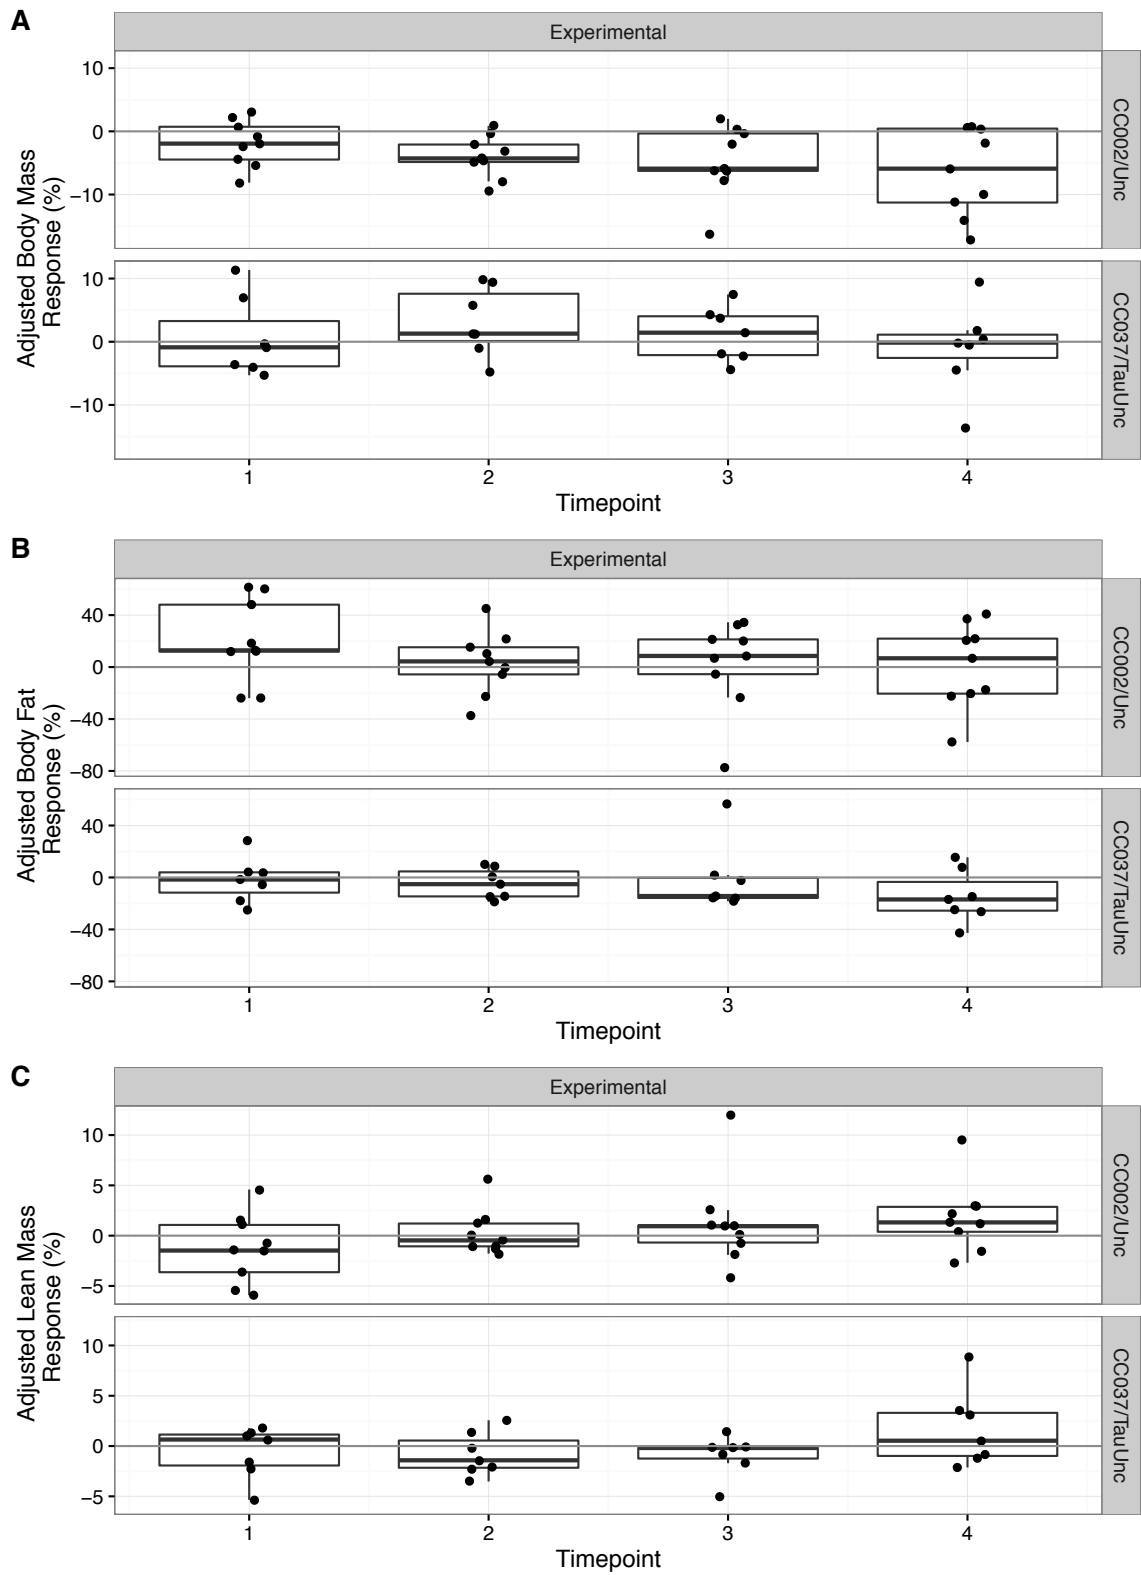 A
Experimental
Adjusted Body Mass
Response (%)
10
0
−10
CC002/Unc
10
0
−10
CC037/TauUnc
1 2 3 4
Timepoint
B
Experimental
Adjusted Body Fat
Response (%)
40
0
−40
−80
CC002/Unc
40
0
−40
−80
CC037/TauUnc
1 2 3 4
Timepoint
C
Experimental
Adjusted Lean Mass
Response (%)
10
5
0
−5
CC002/Unc
10
5
0
−5
CC037/TauUnc
1 2 3 4
Timepoint